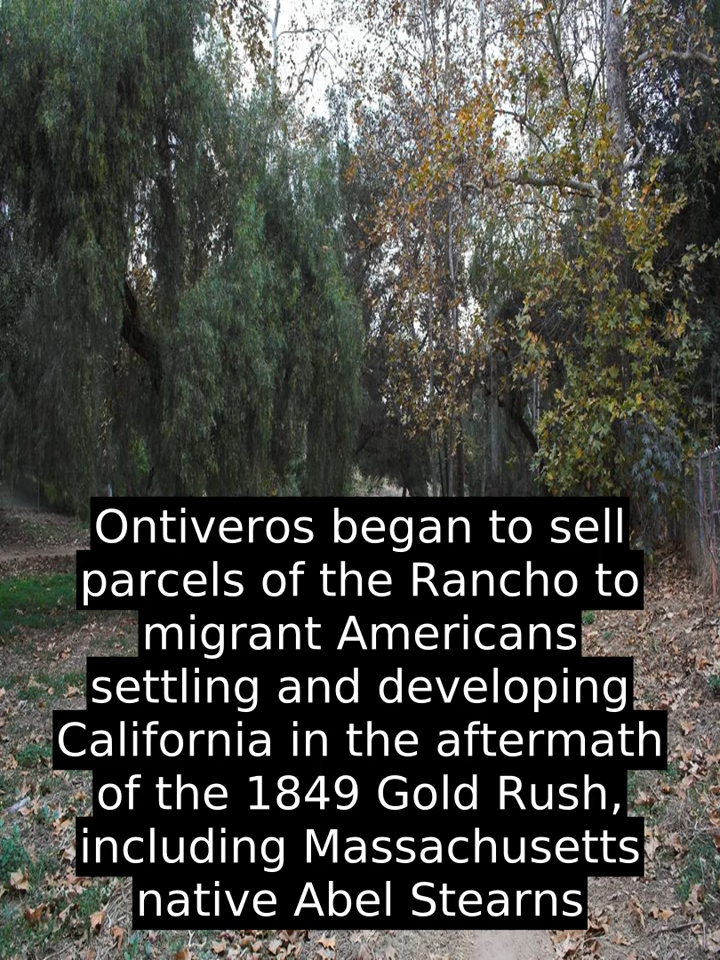 Ontiveros began to sell
parcels of the Rancho to
migrant Americans
settling and developing
California in the aftermath
of the 1849 Gold Rush,
including Massachusetts
native Abel Stearns